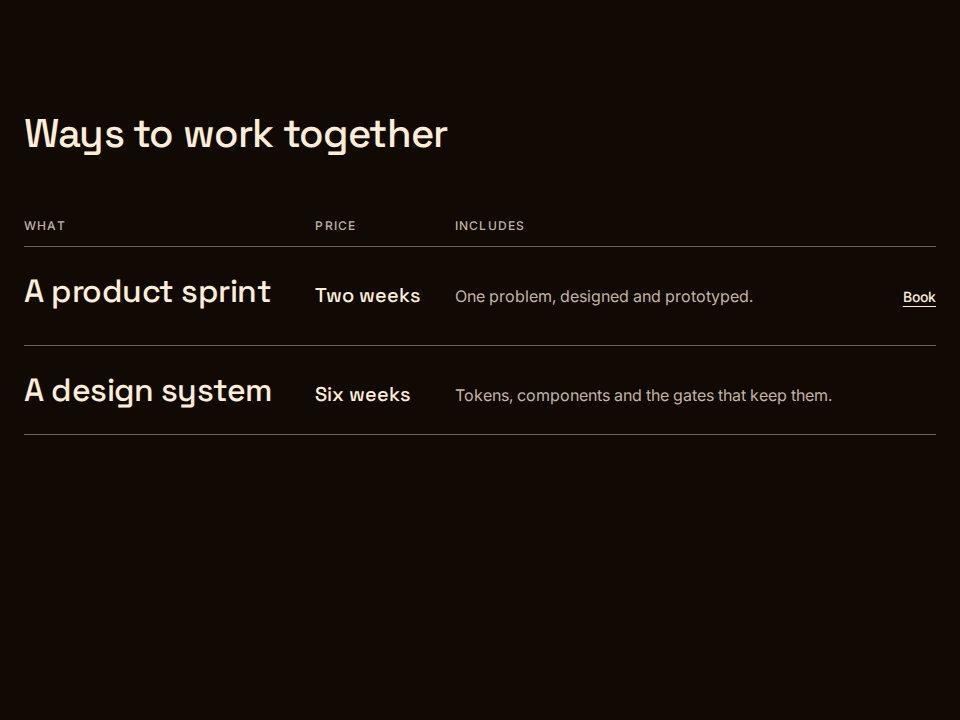 Ways to work together
WHAT PRICE INCLUDES
A product sprint Two weeks One problem, designed and prototyped. Book
A design system Six weeks Tokens, components and the gates that keep them.